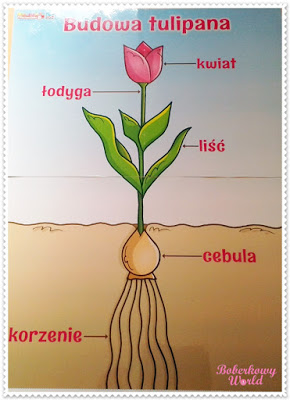 Budowa tulipana
kwiat
łodyga
liść
cebula
korzenie
Boberkowy
World